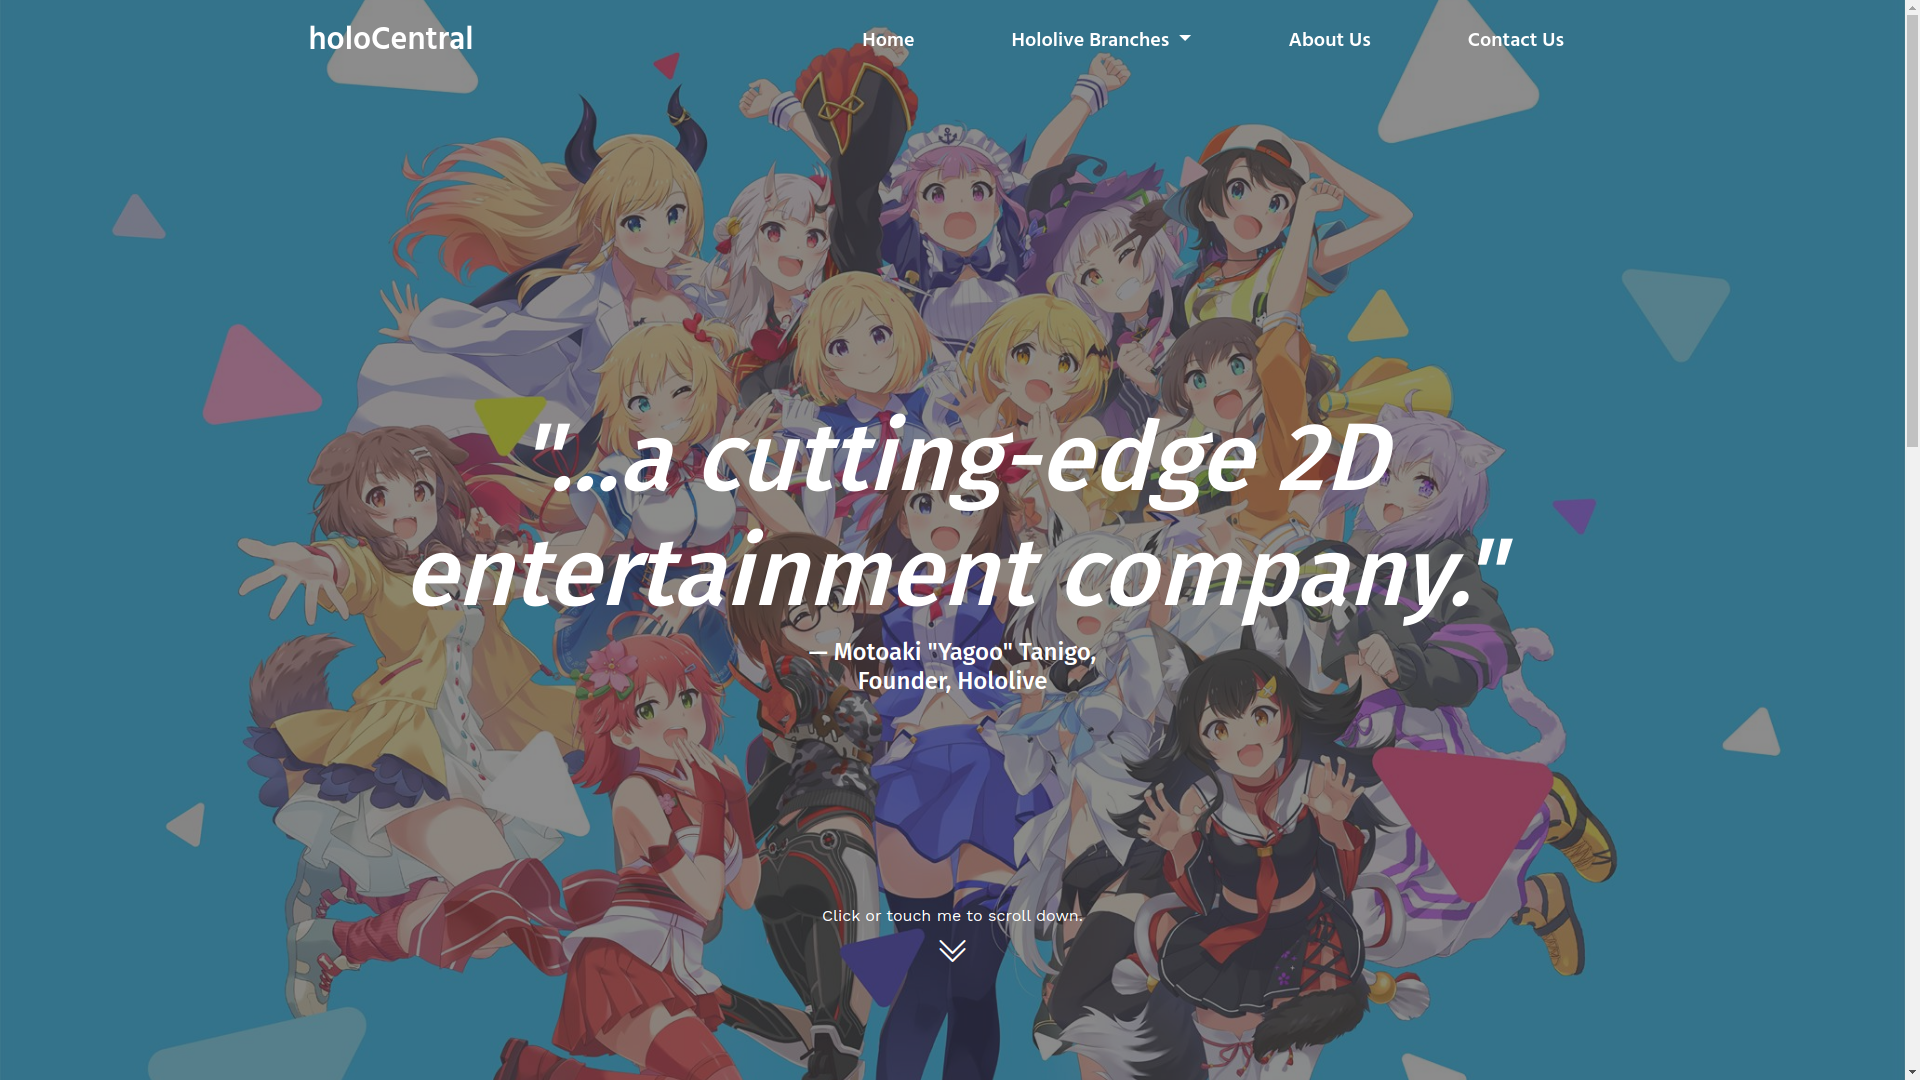 holoCentral
Home
Hololive Branches
About Us
Contact Us
"...a cutting-edge 2D
entertainment company."
— Motoaki "Yagoo" Tanigo,
Founder, Hololive
Click or touch me to scroll down.